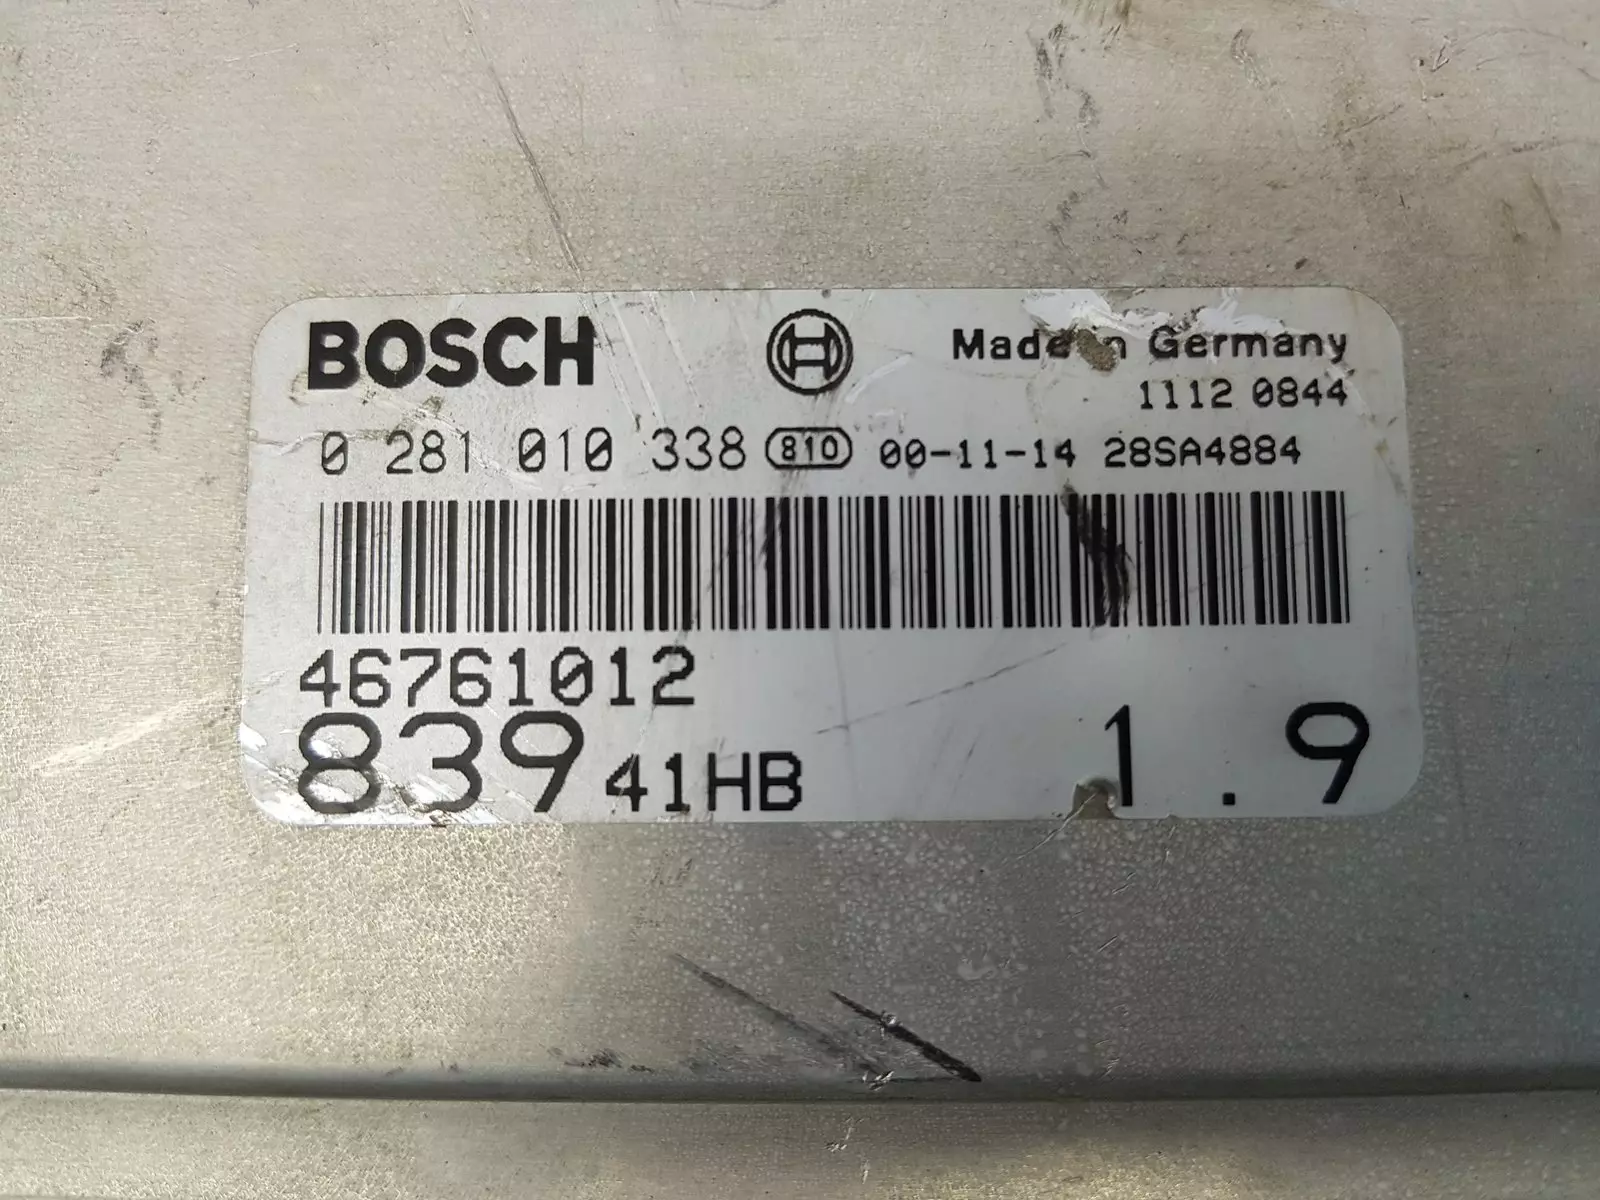 BOSCH Made in Germany
1112 0844
0 281 010 338 810 00-11-14 28SA4884
46761012
839 41HB 1.9